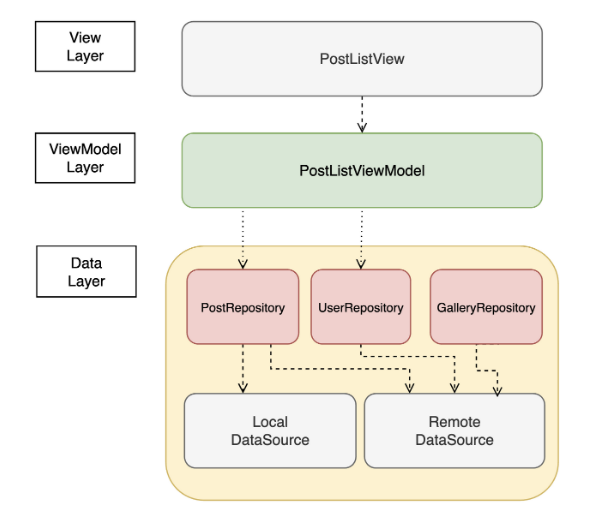 View
Layer
PostListView
ViewModel
Layer
PostListViewModel
Data
Layer
PostRepository
UserRepository
GalleryRepository
Local
DataSource
Remote
DataSource